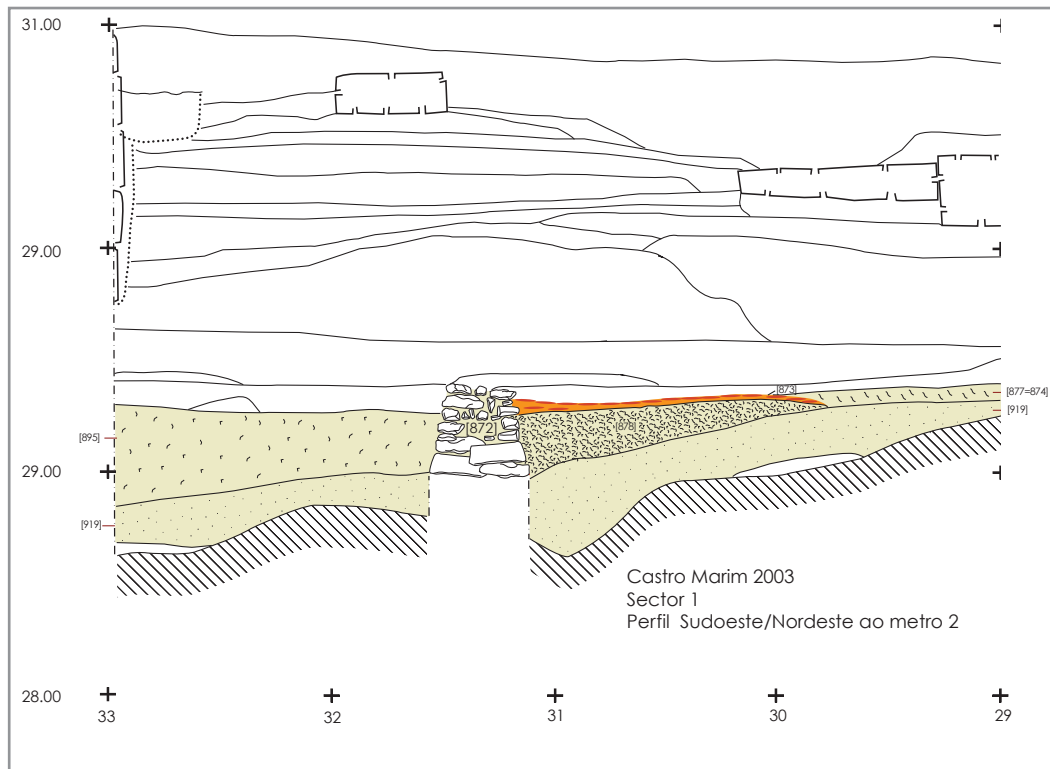 31.00
29.00
[873]
[877=874]
[919]
[872]
[878]
[895]
29.00
[919]
Castro Marim 2003
Sector 1
Perfil Sudoeste/Nordeste ao metro 2
28.00
33 32 31 30 29